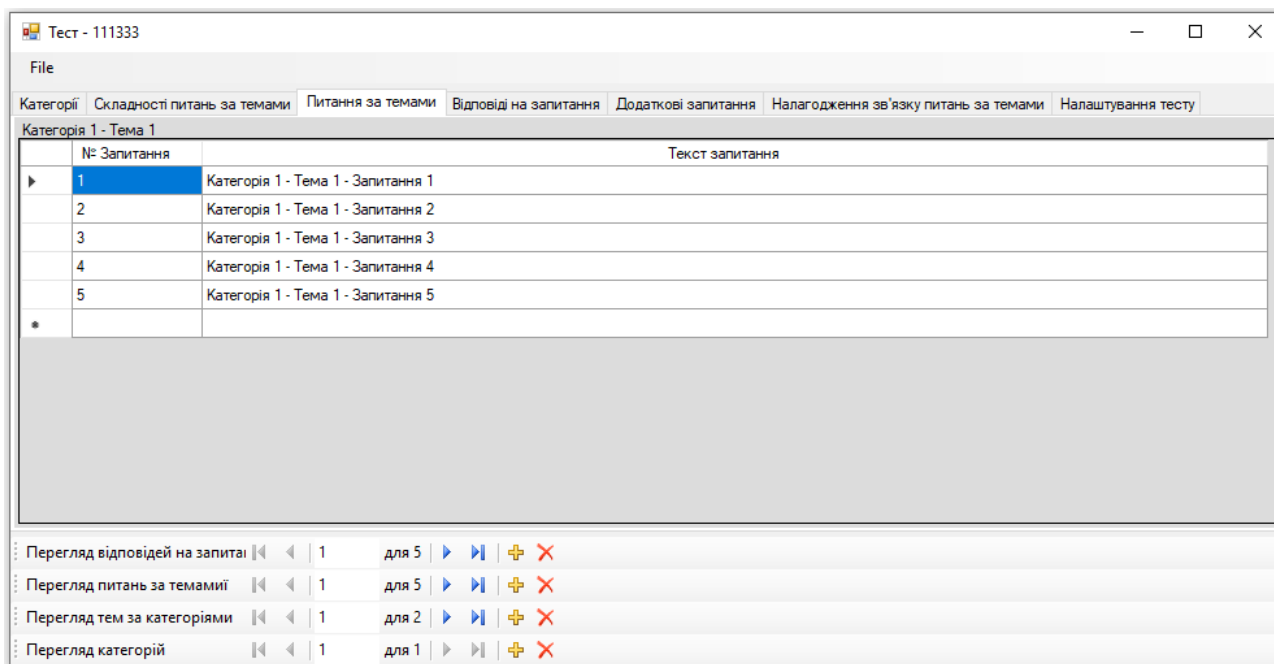 Тест - 111333
File
Категорії Складності питань за темами Питання за темами Відповіді на запитання Додаткові запитання Налагодження зв'язку питань за темами Налаштування тесту
Категорія 1 - Тема 1
№ Запитання Текст запитання
1 Категорія 1 - Тема 1 - Запитання 1
2 Категорія 1 - Тема 1 - Запитання 2
3 Категорія 1 - Тема 1 - Запитання 3
4 Категорія 1 - Тема 1 - Запитання 4
5 Категорія 1 - Тема 1 - Запитання 5
Перегляд відповідей на запитан 1 для 5
Перегляд питань за темамиї 1 для 5
Перегляд тем за категоріями 1 для 2
Перегляд категорій 1 для 1